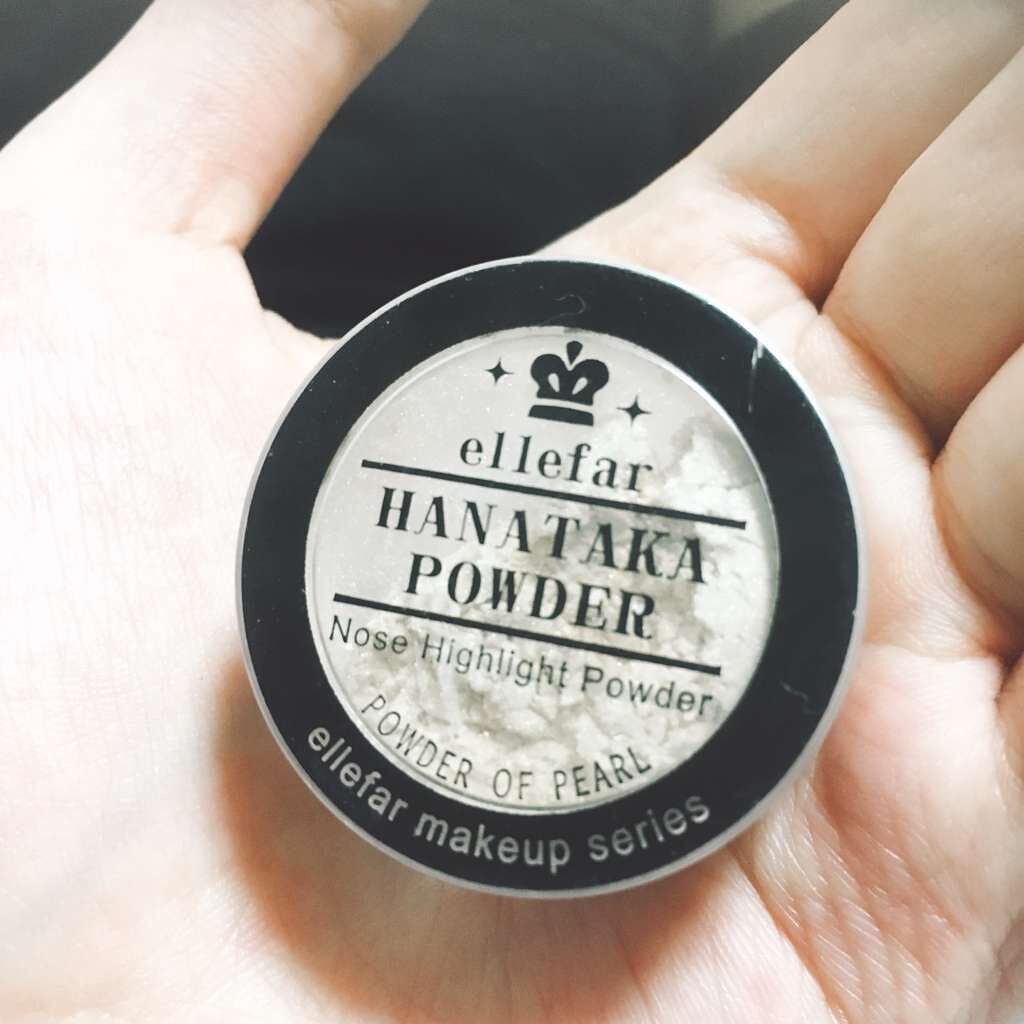 ellefar
HANATAKA
POWDER
Nose Highlight Powder
POWDER OF PEARL
ellefar makeup series